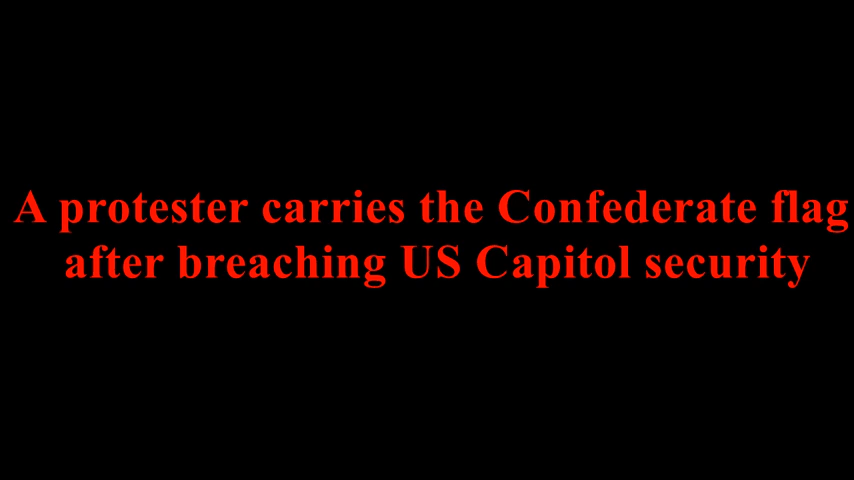 A protester carries the Confederate flag
after breaching US Capitol security